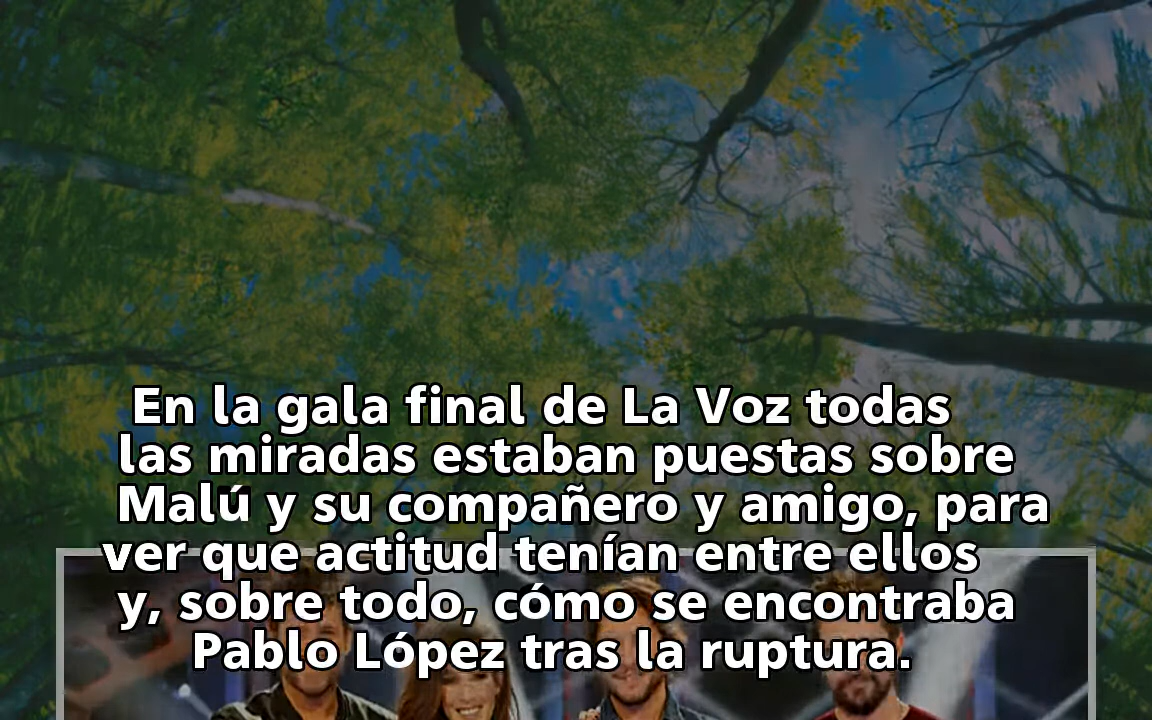 En la gala final de La Voz todas
las miradas estaban puestas sobre
Malú y su compañero y amigo, para
ver que actitud tenían entre ellos
y, sobre todo, cómo se encontraba
Pablo López tras la ruptura.